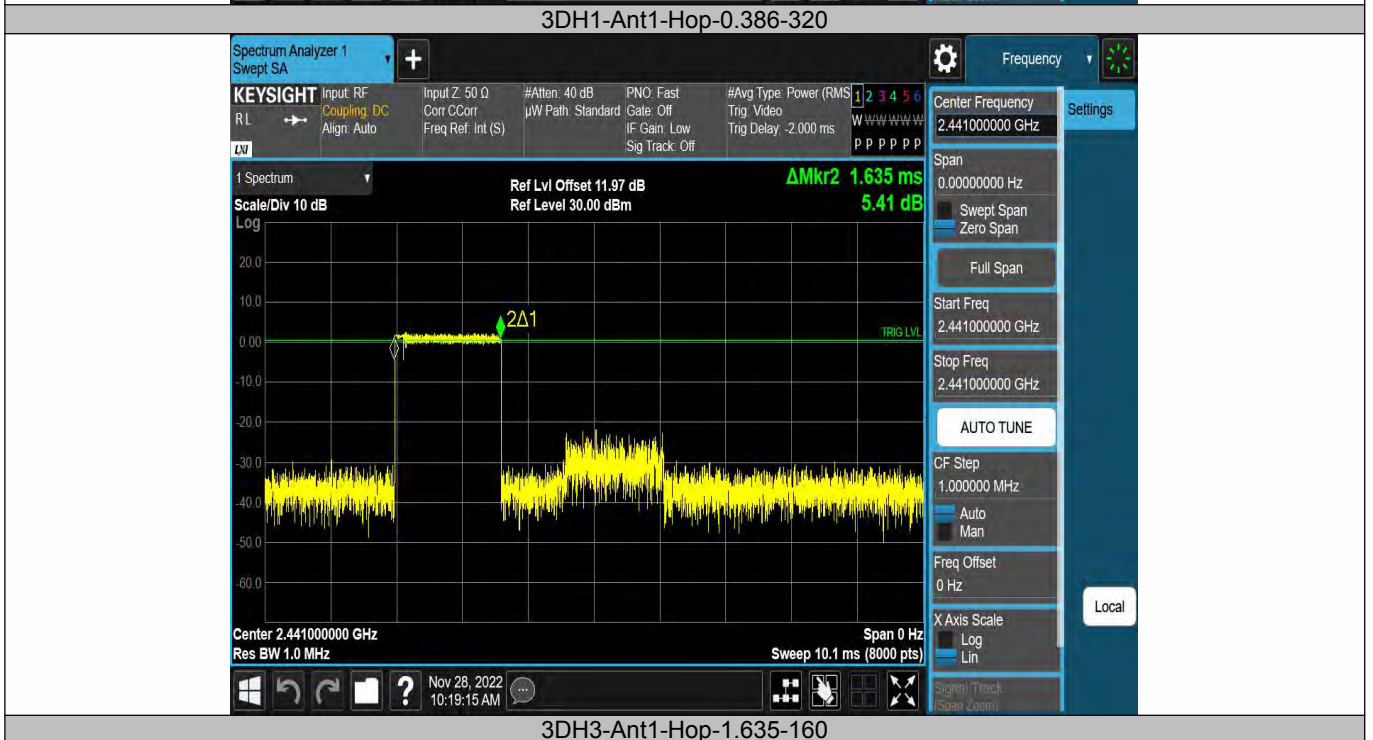 3DH1-Ant1-Hop-0.386-320
Spectrum Analyzer 1
Swept SA
+
Frequency
KEYSIGHT
RL
LXI
Input: RF
Coupling: DC
Align: Auto
Input Z: 50 Ω
Corr CCorr
Freq Ref: Int (S)
#Atten: 40 dB
µW Path: Standard
PNO: Fast
Gate: Off
IF Gain: Low
Sig Track: Off
#Avg Type: Power (RMS
Trig: Video
Trig Delay: -2.000 ms
1 2 3 4 5 6
W W W W W W
P P P P P P
1 Spectrum
Scale/Div 10 dB
Log
Ref Lvl Offset 11.97 dB
Ref Level 30.00 dBm
ΔMkr2 1.635 ms
5.41 dB
20.0
10.0
0.00
-10.0
-20.0
-30.0
-40.0
-50.0
-60.0
2Δ1
TRIG LVL
Center 2.441000000 GHz
Res BW 1.0 MHz
Span 0 Hz
Sweep 10.1 ms (8000 pts)
Center Frequency
2.441000000 GHz
Settings
Span
0.00000000 Hz
Swept Span
Zero Span
Full Span
Start Freq
2.441000000 GHz
Stop Freq
2.441000000 GHz
AUTO TUNE
CF Step
1.000000 MHz
Auto
Man
Freq Offset
0 Hz
X Axis Scale
Log
Lin
Signal Track
(Span Zoom)
Local
?
Nov 28, 2022
10:19:15 AM
3DH3-Ant1-Hop-1.635-160